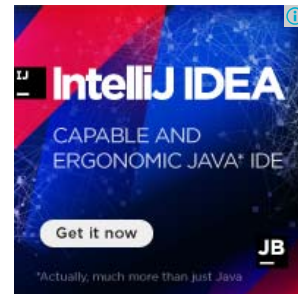 IJ
IntelliJ IDEA
CAPABLE AND
ERGONOMIC JAVA* IDE
Get it now
JB
*Actually, much more than just Java